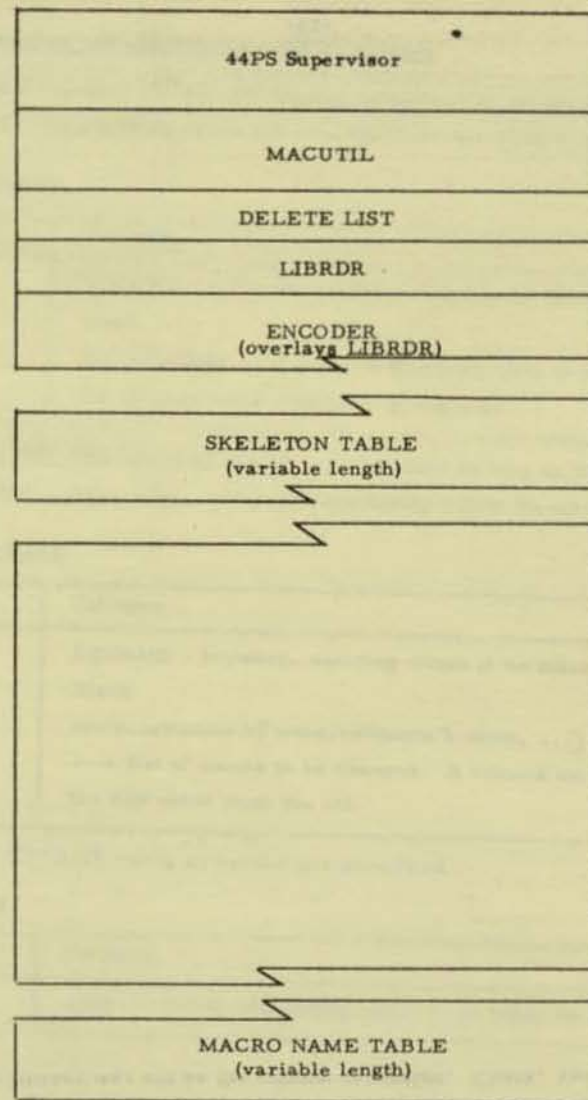 44PS Supervisor
MACUTIL
DELETE LIST
LIBRDR
ENCODER
(overlays LIBRDR)
SKELETON TABLE
(variable length)
MACRO NAME TABLE
(variable length)